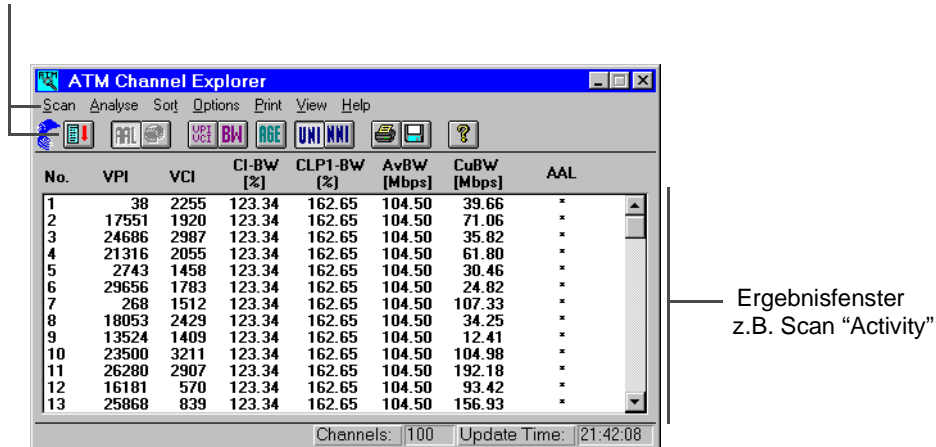 ATM Channel Explorer
Scan Analyse Sort Options Print View Help
AAL VPI VCI BW AGE UNI NNI ?
No. VPI VCI CI-BW [%] CLP1-BW (%) AvBW [Mbps] CuBW [Mbps] AAL
1 38 2255 123.34 162.65 104.50 39.66 *
2 17551 1920 123.34 162.65 104.50 71.06 *
3 24686 2987 123.34 162.65 104.50 35.82 *
4 21316 2055 123.34 162.65 104.50 61.80 *
5 2743 1458 123.34 162.65 104.50 30.46 *
6 29656 1783 123.34 162.65 104.50 24.82 *
7 268 1512 123.34 162.65 104.50 107.33 *
8 18053 2429 123.34 162.65 104.50 34.25 *
9 13524 1409 123.34 162.65 104.50 12.41 *
10 23500 3211 123.34 162.65 104.50 104.98 *
11 26280 2907 123.34 162.65 104.50 192.18 *
12 16181 570 123.34 162.65 104.50 93.42 *
13 25868 839 123.34 162.65 104.50 156.93 *
Channels: 100 Update Time: 21:42:08
Ergebnisfenster
z.B. Scan “Activity”